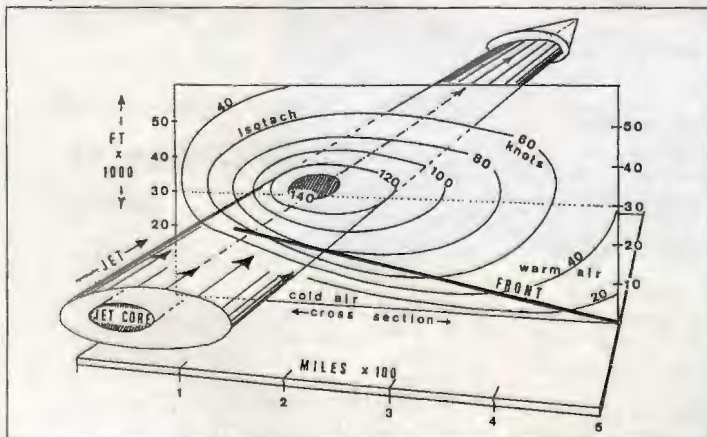 40
isotach
50
40
30
20
FT
x
1000
60
knots
80
100
120
140
50
40
30
20
10
JET
JET CORE
warm air
40
FRONT
20
cold air
cross section
MILES x 100
1
2
3
4
5